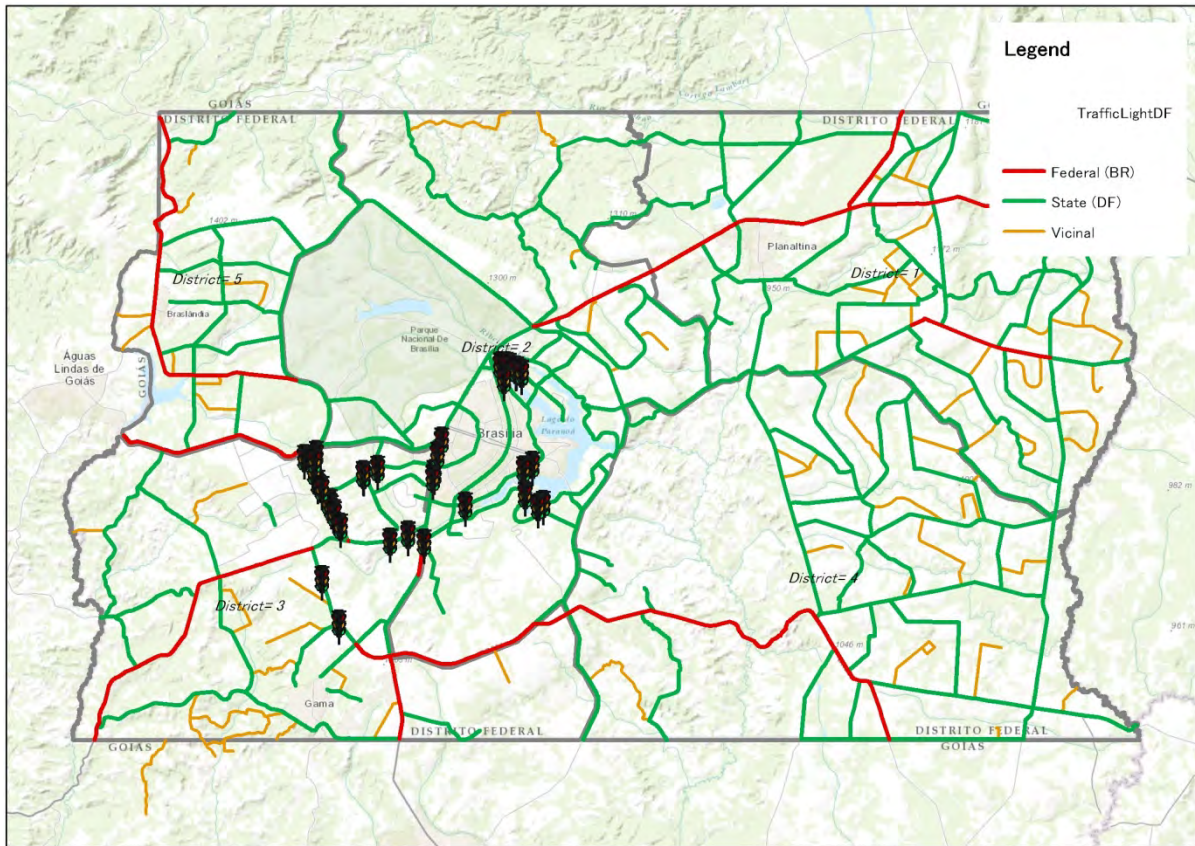 Legend
TrafficLightDF
Federal (BR)
State (DF)
Vicinal
GOIÁS
DISTRITO FEDERAL
DISTRITO FEDERAL
1402 m
1310 m
Planaltina
District= 1
District= 5
1300 m
950 m
Braslândia
Parque
Nacional De
Brasília
District= 2
Águas
Lindas de
Goiás
GOIÁS
Brasília
Lago do
Paranoá
982 m
District= 4
District= 3
961 m
1046 m
Gama
DISTRITO FEDERAL
DISTRITO FEDERAL
GOIÁS
GOIÁS